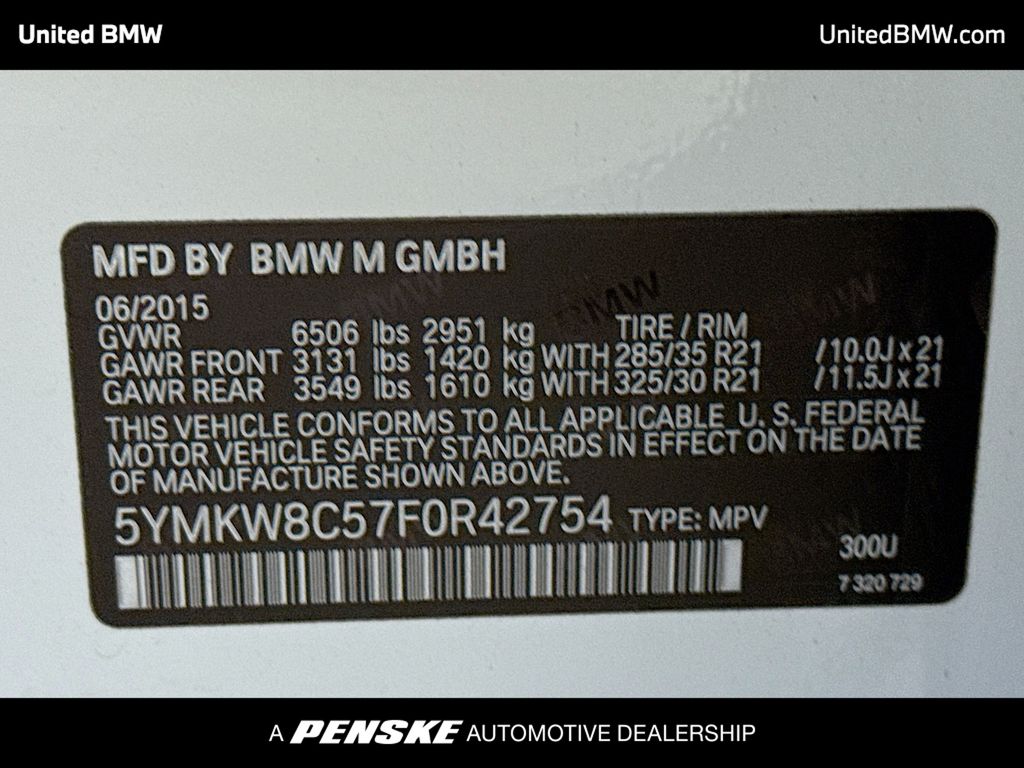 United BMW
UnitedBMW.com
MFD BY BMW M GMBH
06/2015
GVWR 6506 lbs 2951 kg TIRE / RIM
GAWR FRONT 3131 lbs 1420 kg WITH 285/35 R21 /10.0J x 21
GAWR REAR 3549 lbs 1610 kg WITH 325/30 R21 /11.5J x 21
THIS VEHICLE CONFORMS TO ALL APPLICABLE U. S. FEDERAL
MOTOR VEHICLE SAFETY STANDARDS IN EFFECT ON THE DATE
OF MANUFACTURE SHOWN ABOVE.
5YMKW8C57F0R42754 TYPE: MPV
300U
7 320 729
A PENSKE AUTOMOTIVE DEALERSHIP